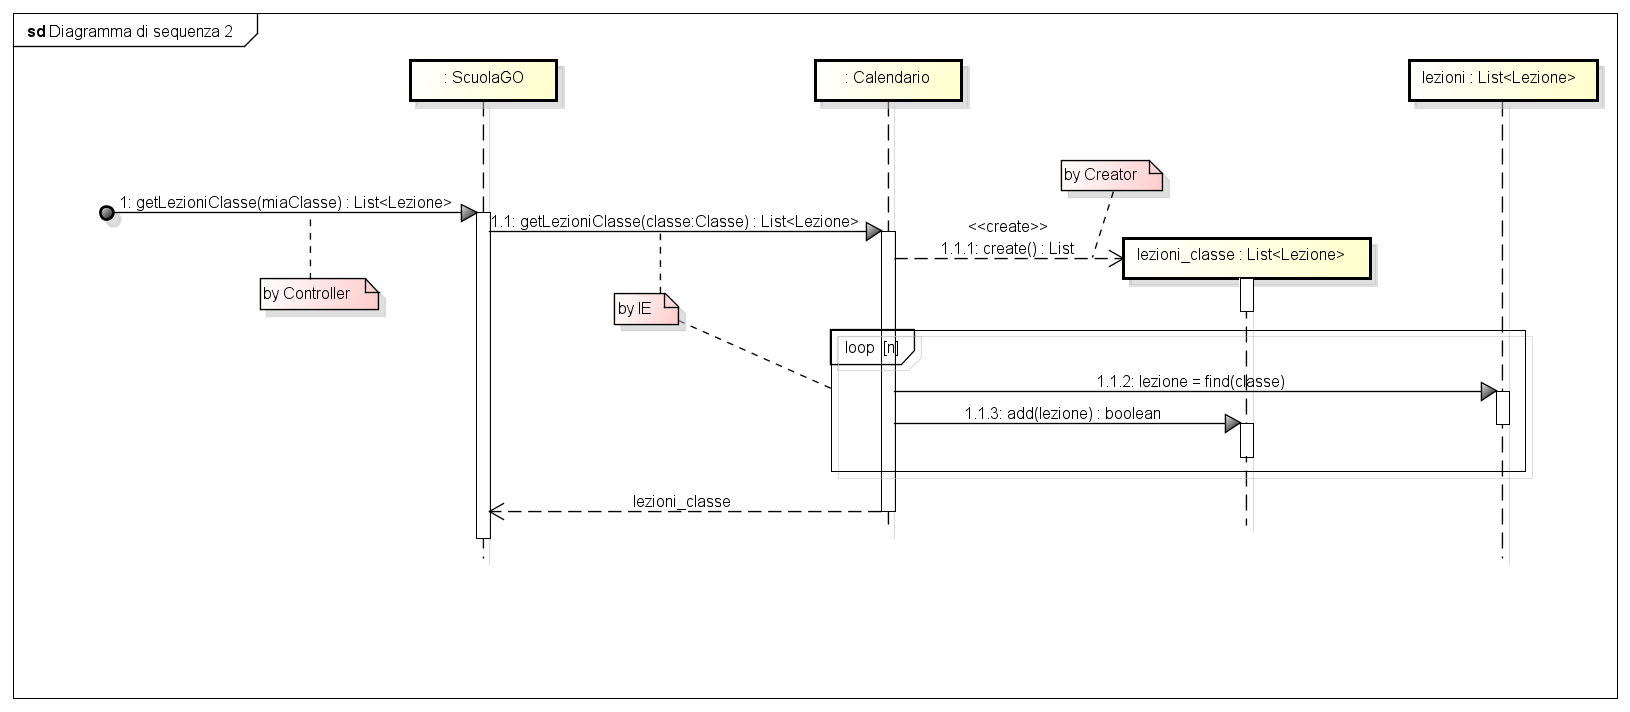 sd Diagramma di sequenza 2
: ScuolaGO
: Calendario
lezioni : List<Lezione>
by Creator
1: getLezioniClasse(miaClasse) : List<Lezione>
1.1: getLezioniClasse(classe:Classe) : List<Lezione>
<<create>>
1.1.1: create() : List
lezioni_classe : List<Lezione>
by Controller
by IE
loop [n]
1.1.2: lezione = find(classe)
1.1.3: add(lezione) : boolean
lezioni_classe